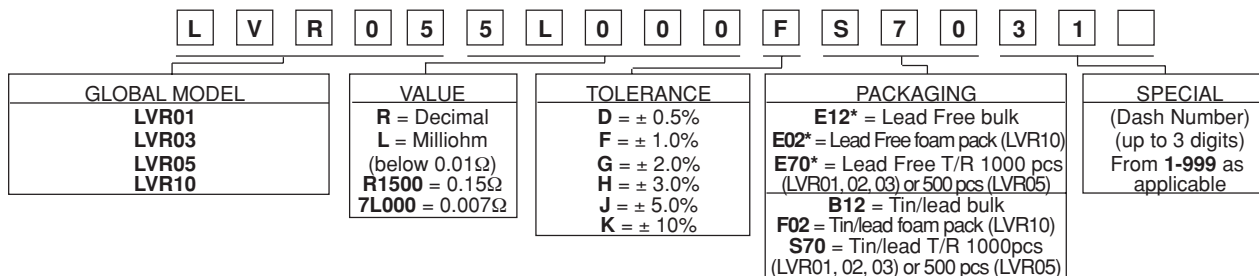 L V R 0 5 5 L 0 0 0 F S 7 0 3 1
GLOBAL MODEL
LVR01
LVR03
LVR05
LVR10
VALUE
R = Decimal
L = Milliohm
(below 0.01Ω)
R1500 = 0.15Ω
7L000 = 0.007Ω
TOLERANCE
D = ± 0.5%
F = ± 1.0%
G = ± 2.0%
H = ± 3.0%
J = ± 5.0%
K = ± 10%
PACKAGING
E12* = Lead Free bulk
E02* = Lead Free foam pack (LVR10)
E70* = Lead Free T/R 1000 pcs
(LVR01, 02, 03) or 500 pcs (LVR05)
B12 = Tin/lead bulk
F02 = Tin/lead foam pack (LVR10)
S70 = Tin/lead T/R 1000pcs
(LVR01, 02, 03) or 500 pcs (LVR05)
SPECIAL
(Dash Number)
(up to 3 digits)
From 1-999 as
applicable